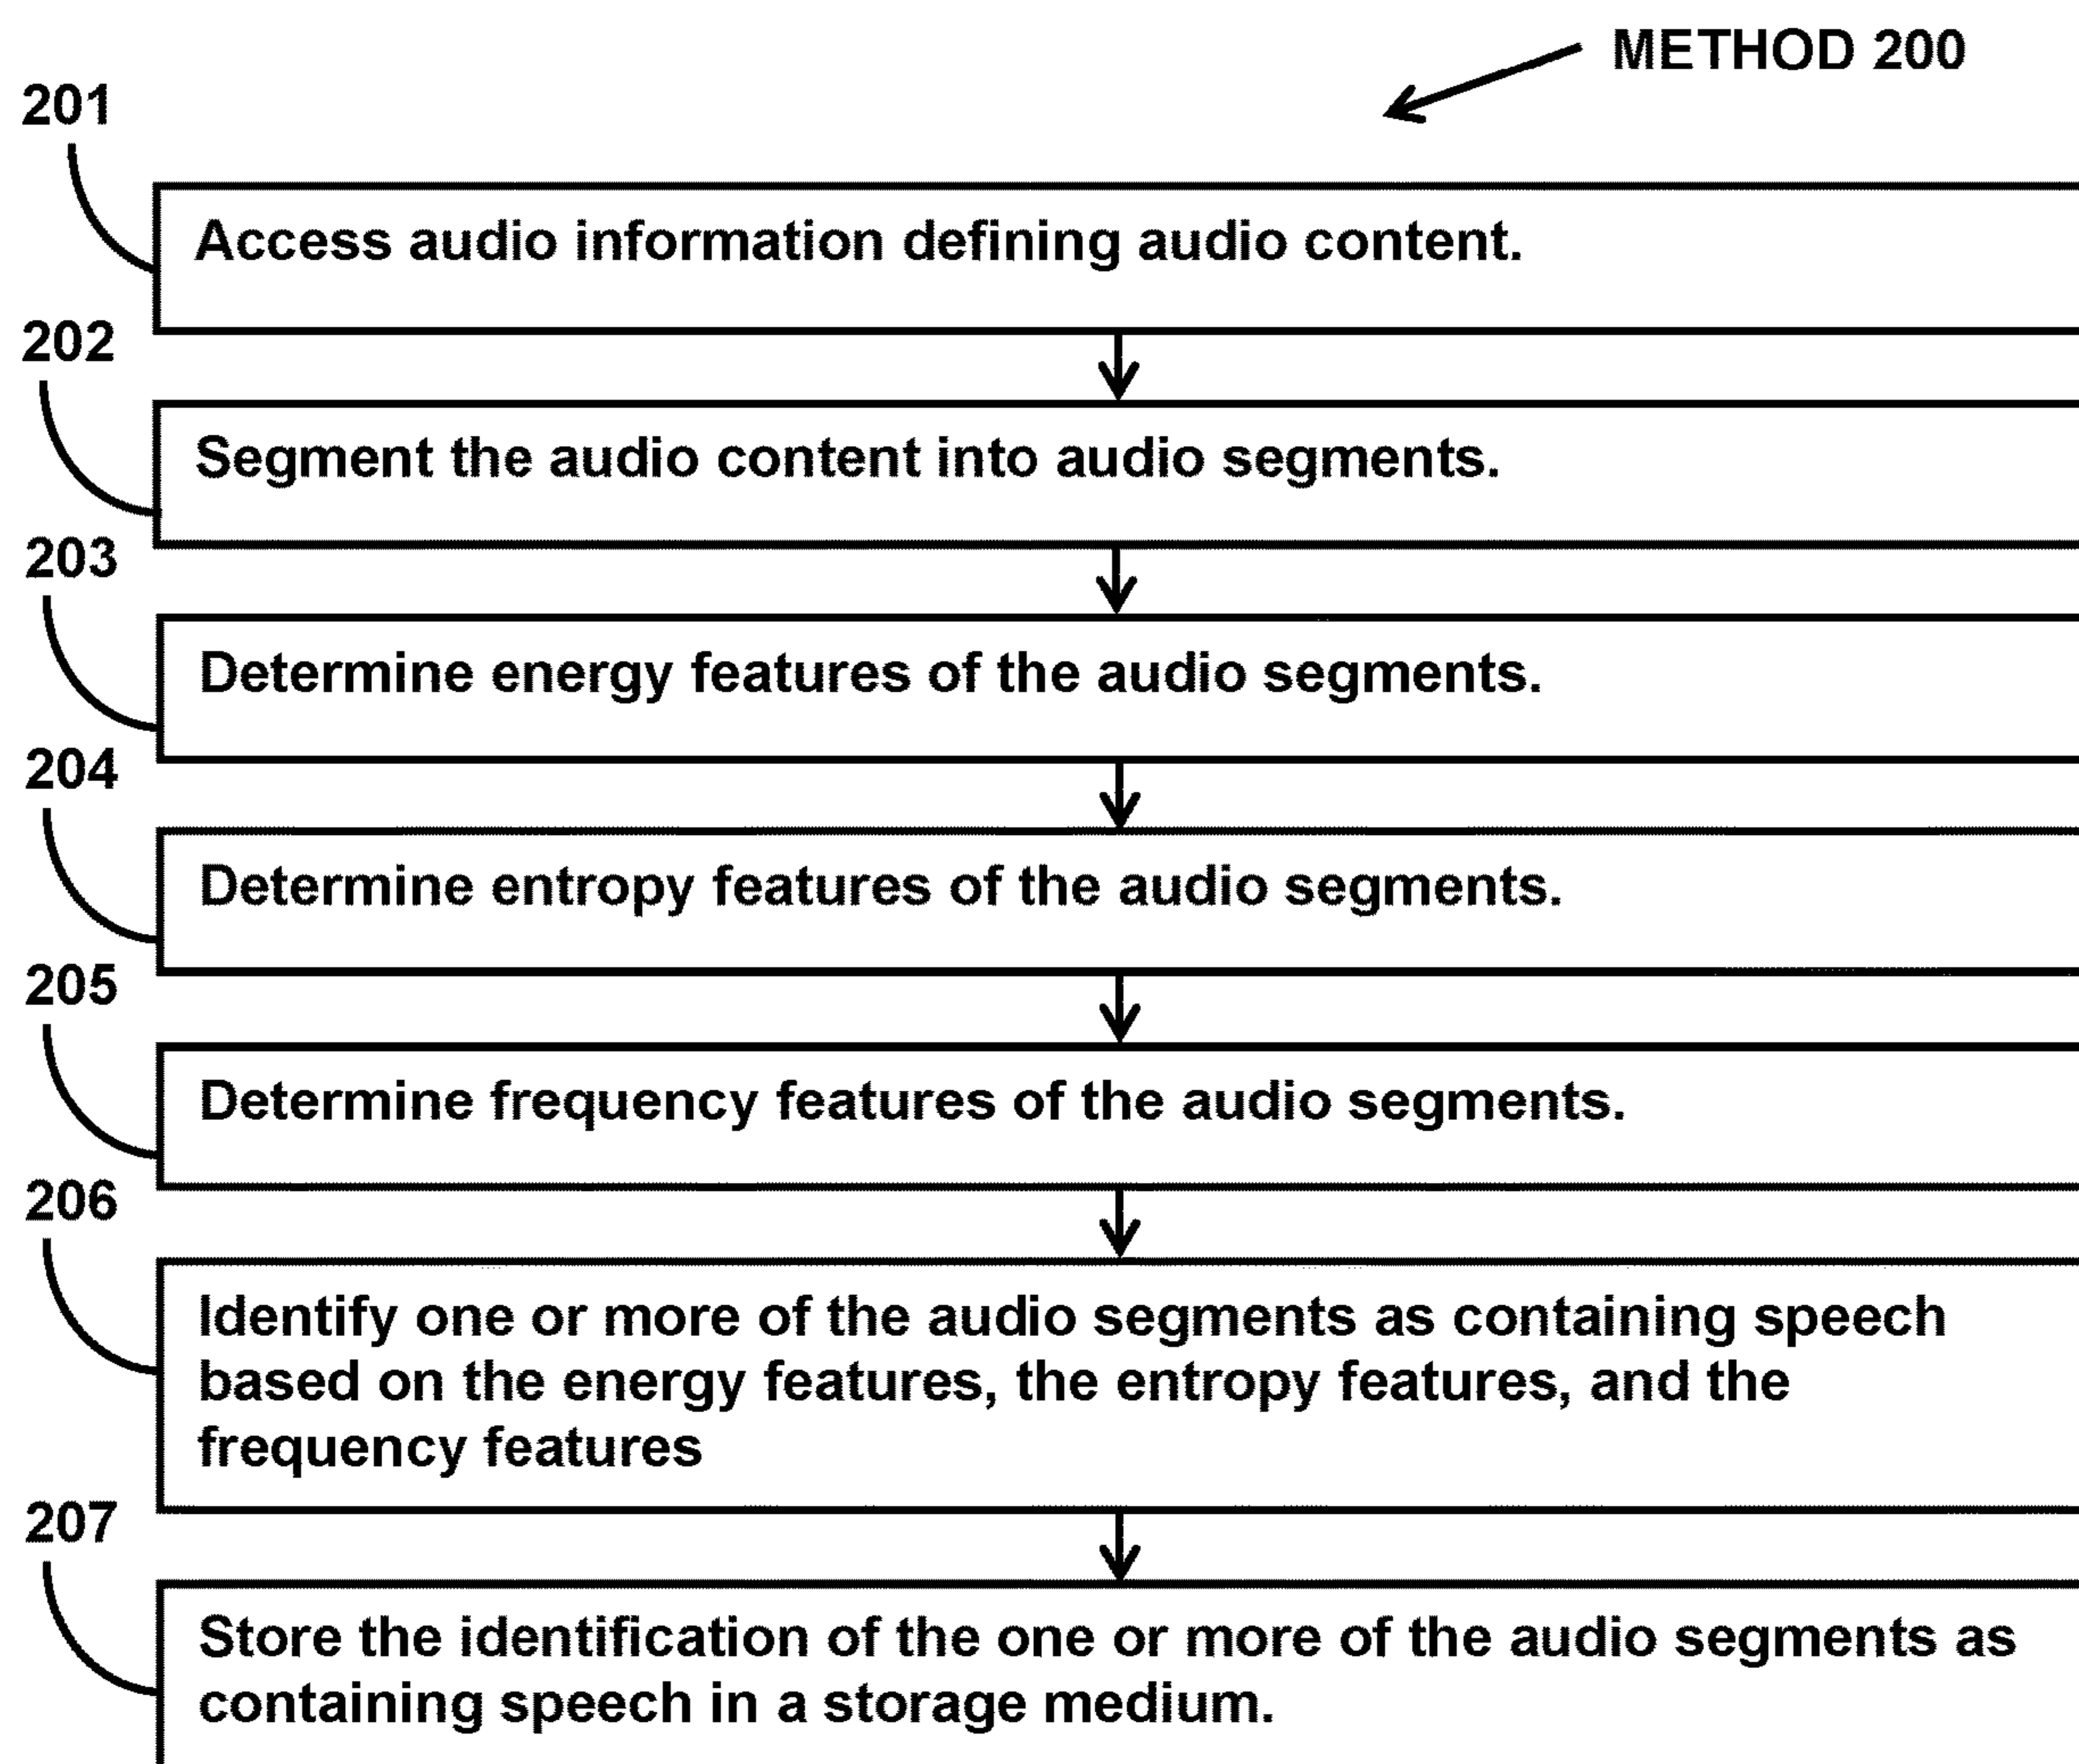 METHOD 200
201
Access audio information defining audio content.
202
Segment the audio content into audio segments.
203
Determine energy features of the audio segments.
204
Determine entropy features of the audio segments.
205
Determine frequency features of the audio segments.
206
Identify one or more of the audio segments as containing speech
based on the energy features, the entropy features, and the
frequency features
207
Store the identification of the one or more of the audio segments as
containing speech in a storage medium.